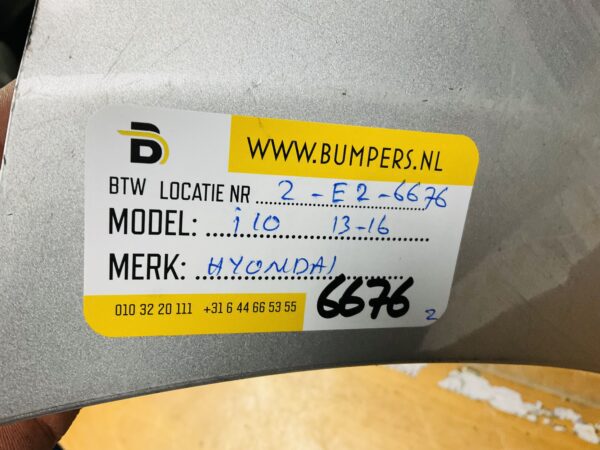 B
WWW.BUMPERS.NL
BTW LOCATIE NR 2-E2-6676
MODEL: i10 13-16
MERK: HYONDAI
010 32 20 111 +31 6 44 66 53 55 6676 2